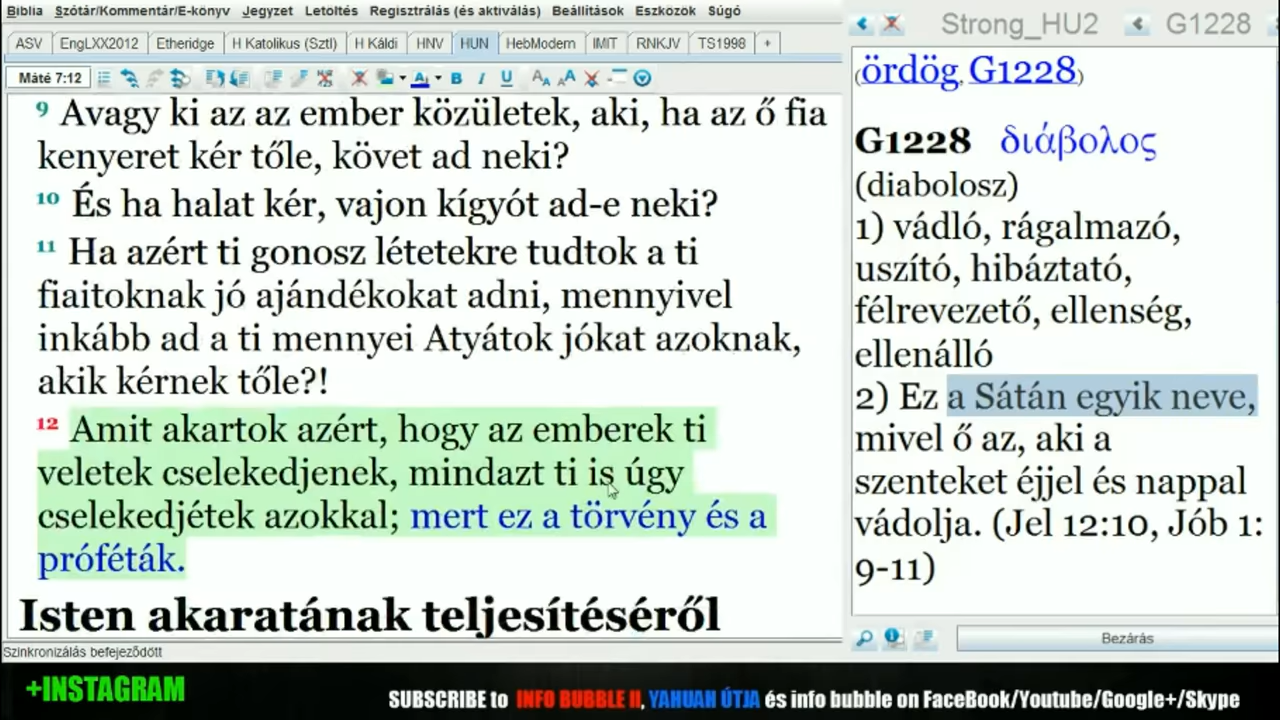 Biblia Szótár/Kommentár/E-könyv Jegyzet Letöltés Regisztrálás (és aktiválás) Beállítások Eszközök Súgó
ASV EngLXX2012 Etheridge H Katolikus (Sztl) H Káldi HNV HUN HebModern IMIT RNKJV TS1998 +
Máté 7:12
9 Avagy ki az az ember közületek, aki, ha az ő fia
kenyeret kér tőle, követ ad neki?
10 És ha halat kér, vajon kígyót ad-e neki?
11 Ha azért ti gonosz létetekre tudtok a ti
fiaitoknak jó ajándékokat adni, mennyivel
inkább ad a ti mennyei Atyátok jókat azoknak,
akik kérnek tőle?!
12 Amit akartok azért, hogy az emberek ti
veletek cselekedjenek, mindazt ti is úgy
cselekedjétek azokkal; mert ez a törvény és a
próféták.
Isten akaratának teljesítéséről
Szinkronizálás befejeződött
Strong_HU2 G1228
(ördög, G1228)
G1228 διάβολος
(diabolosz)
1) vádló, rágalmazó,
uszító, hibáztató,
félrevezető, ellenség,
ellenálló
2) Ez a Sátán egyik neve,
mivel ő az, aki a
szenteket éjjel és nappal
vádolja. (Jel 12:10, Jób 1:
9-11)
Bezárás
+INSTAGRAM
SUBSCRIBE to INFO BUBBLE II, YAHUAH ÚTJA és info bubble on FaceBook/Youtube/Google+/Skype